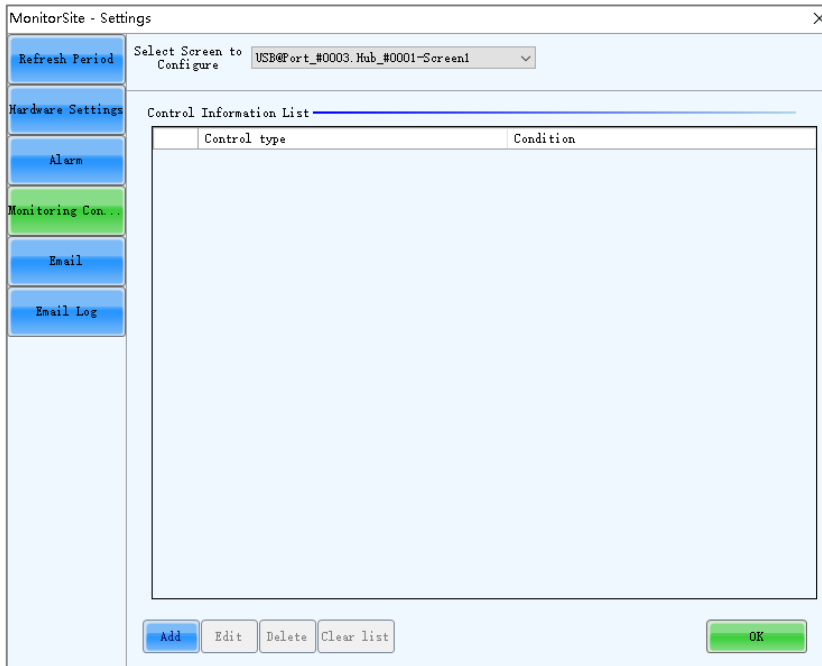 MonitorSite - Settings
Refresh Period
Hardware Settings
Alarm
Monitoring Con...
Email
Email Log
Select Screen to
Configure
USB@Port_#0003.Hub_#0001-Screen1
Control Information List
Control type Condition
Add Edit Delete Clear list OK